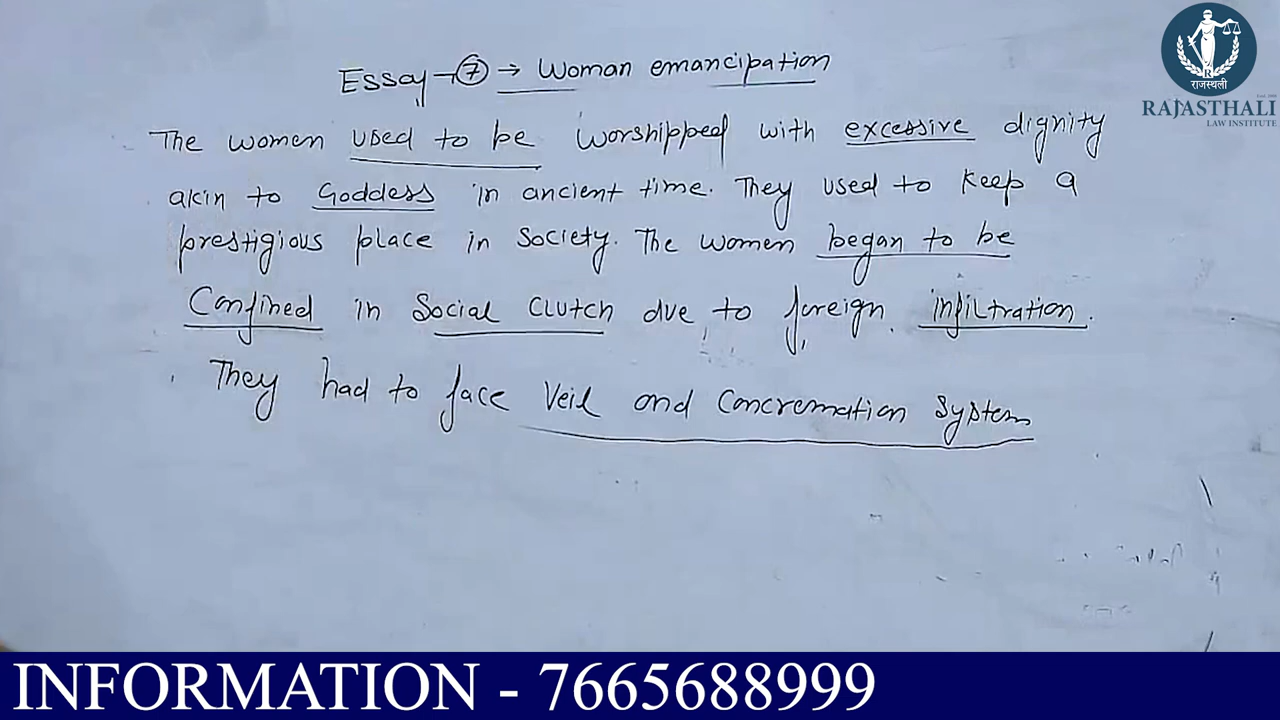 Essay → 7 → Woman emancipation
The women used to be worshipped with excessive dignity
akin to Goddess in ancient time. They used to keep a
prestigious place in society. The women began to be
Confined in Social Clutch due to foreign infiltration.
They had to face Veil and Concremation System
राजस्थली
RAJASTHALI
LAW INSTITUTE
INFORMATION - 7665688999